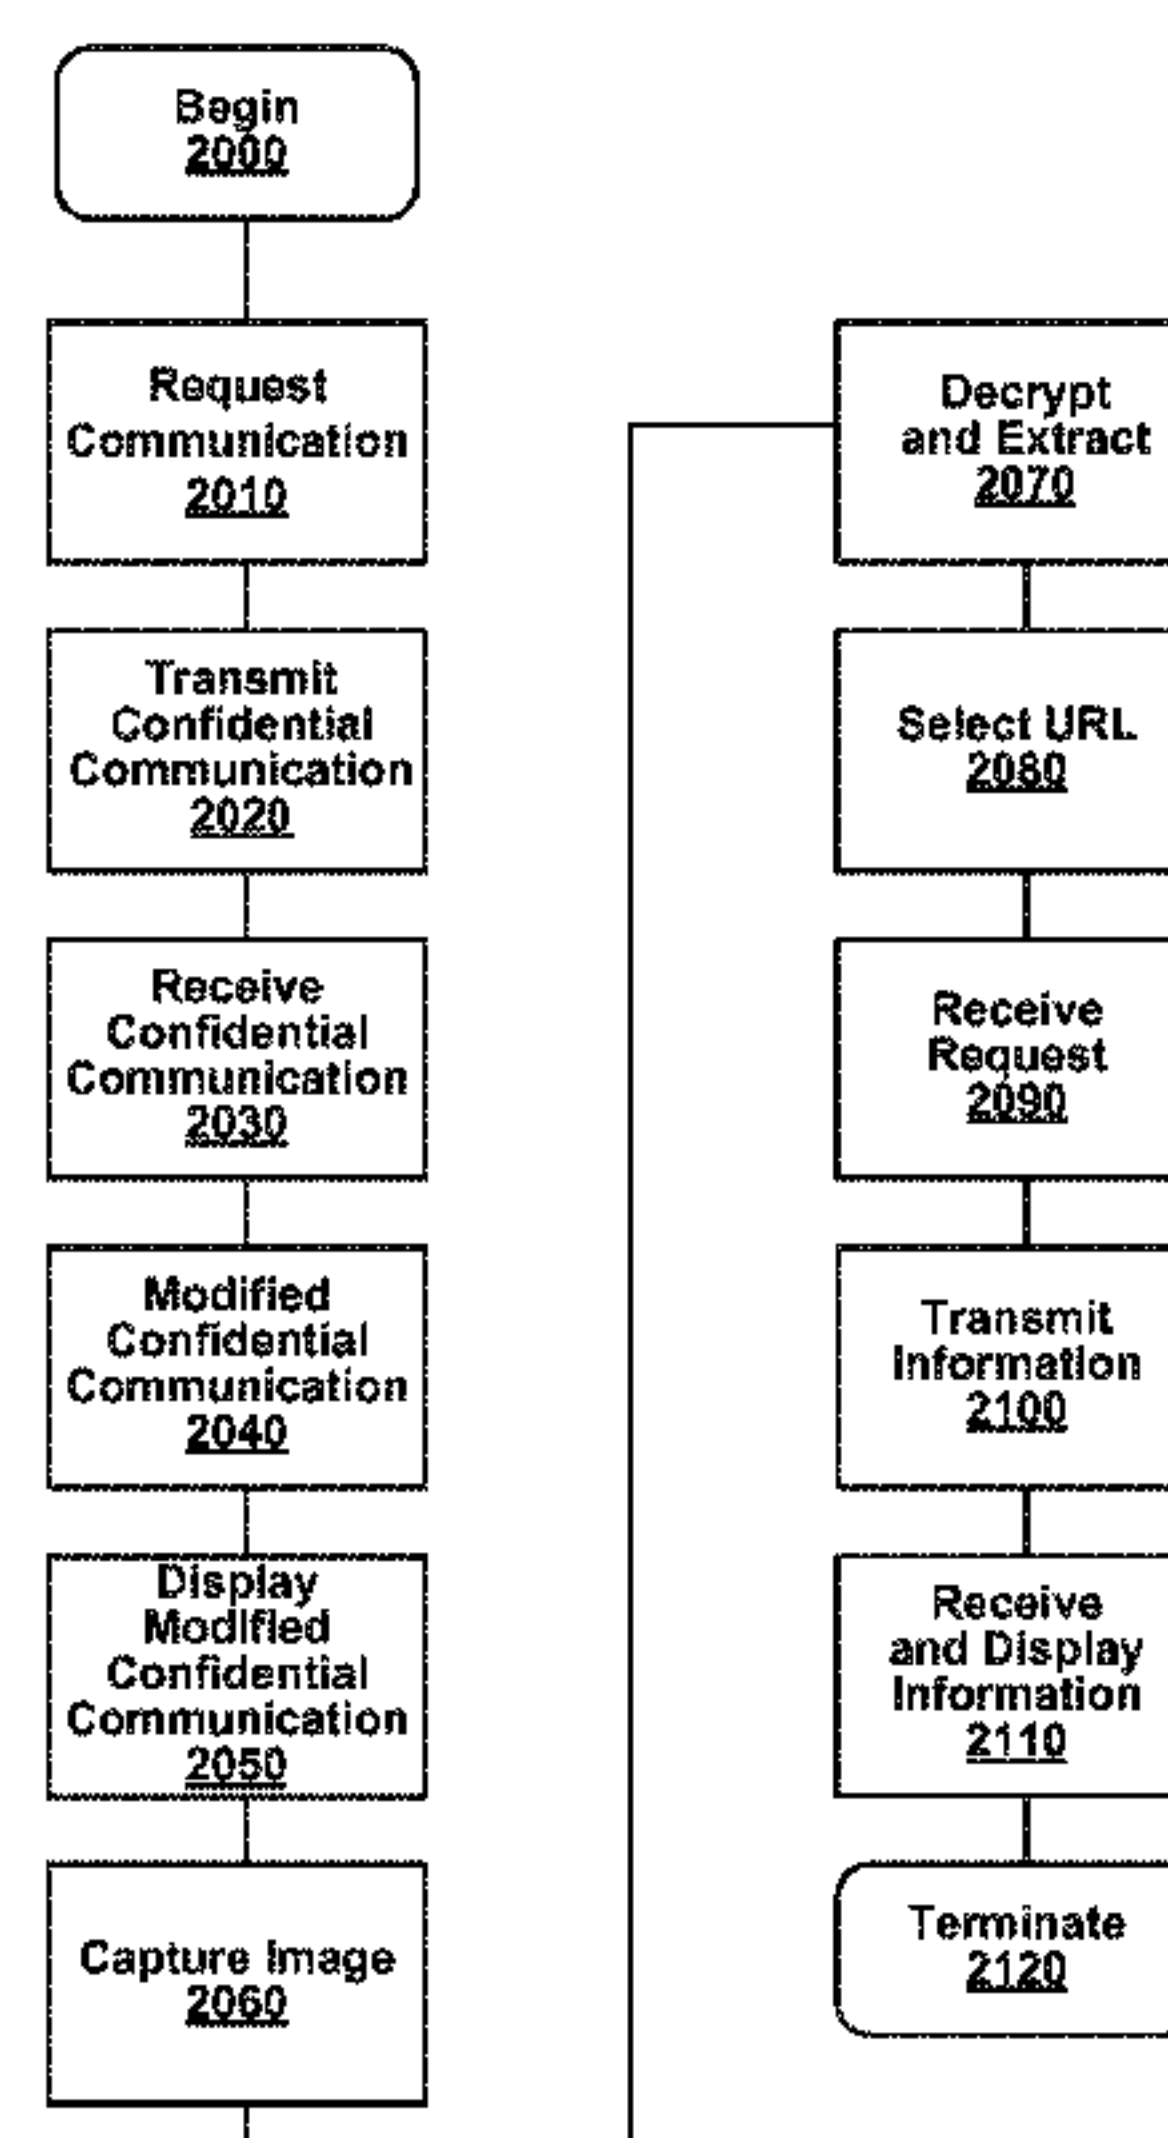 Begin
2000
Request
Communication
2010
Transmit
Confidential
Communication
2020
Receive
Confidential
Communication
2030
Modified
Confidential
Communication
2040
Display
Modified
Confidential
Communication
2050
Capture Image
2060
Decrypt
and Extract
2070
Select URL
2080
Receive
Request
2090
Transmit
Information
2100
Receive
and Display
Information
2110
Terminate
2120